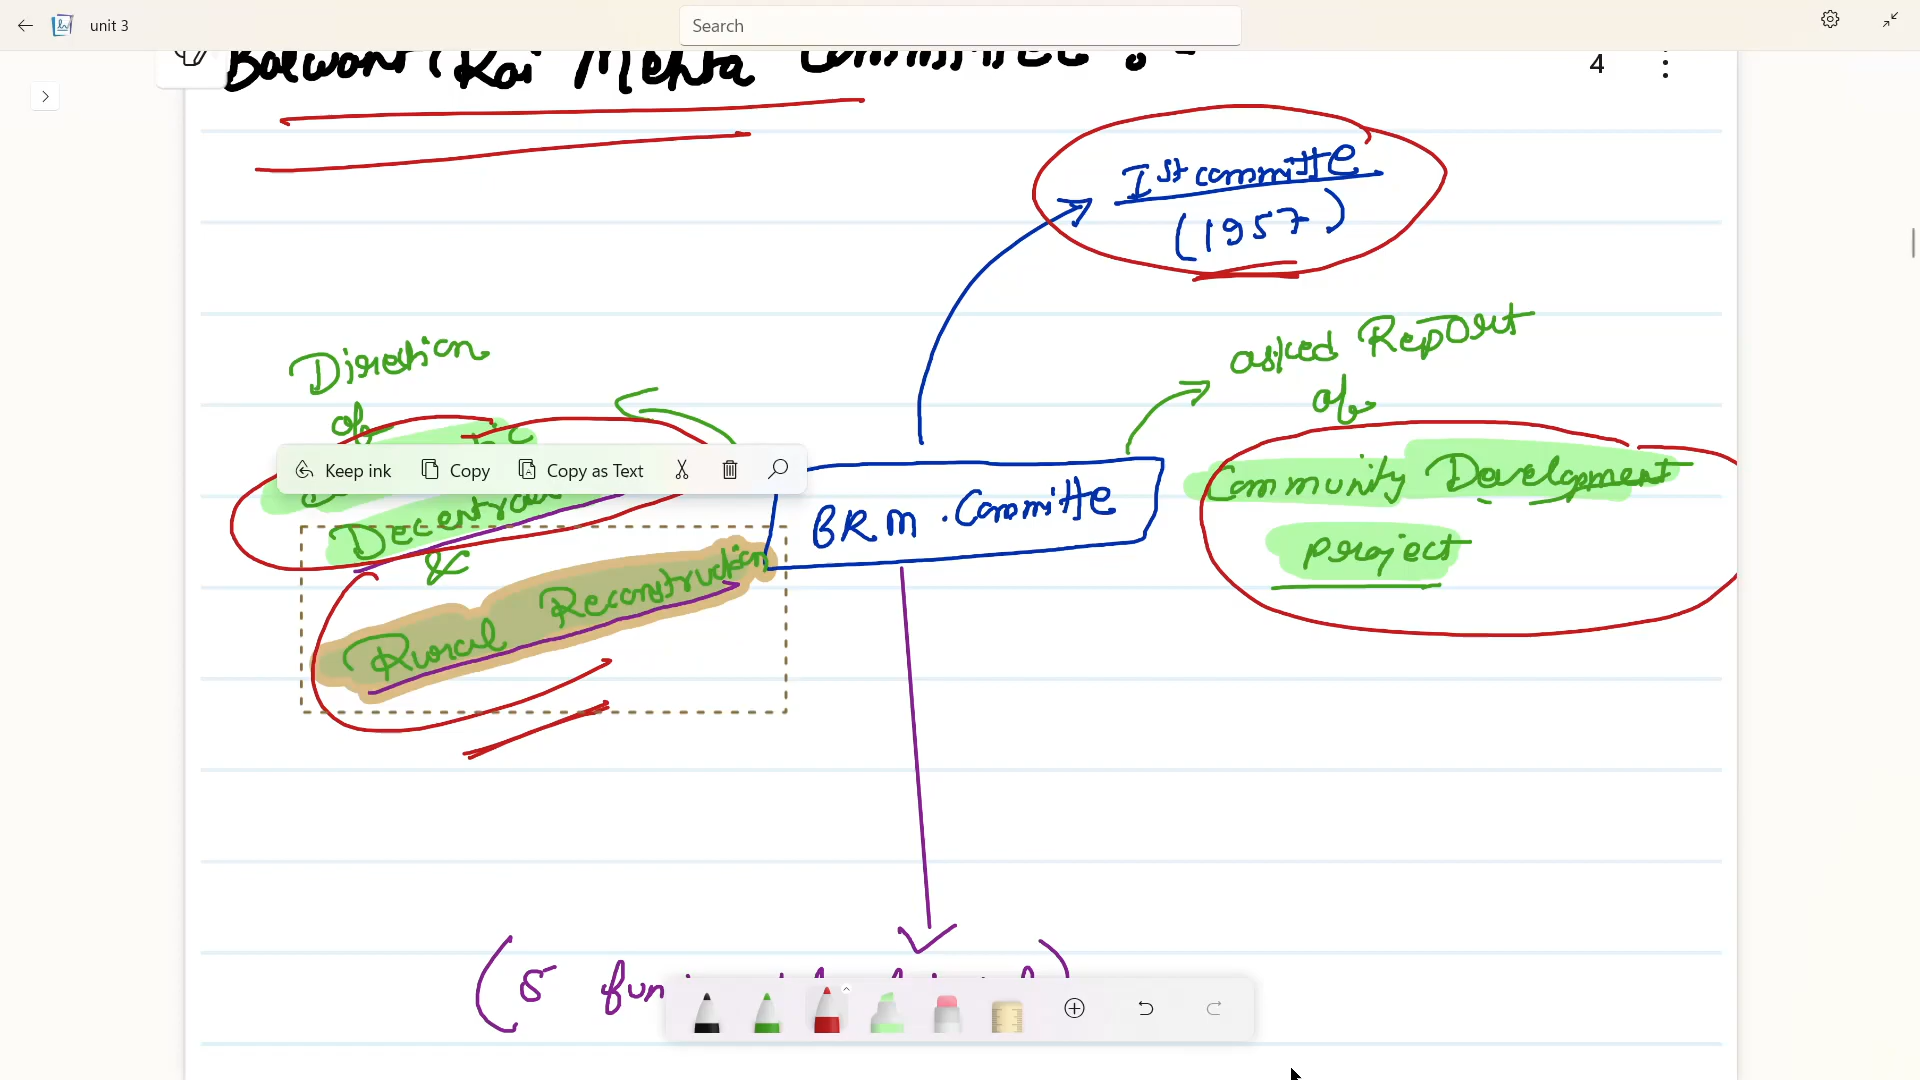 unit 3
Search
4
Balwant Rai Mehta Committee :-
Ist committe
(1957)
Direction
of
asked Report
of
Keep ink
Copy
Copy as Text
Decentra
&
Rural Reconstruction
BRM . Committe
Community Development
project
(5 fun